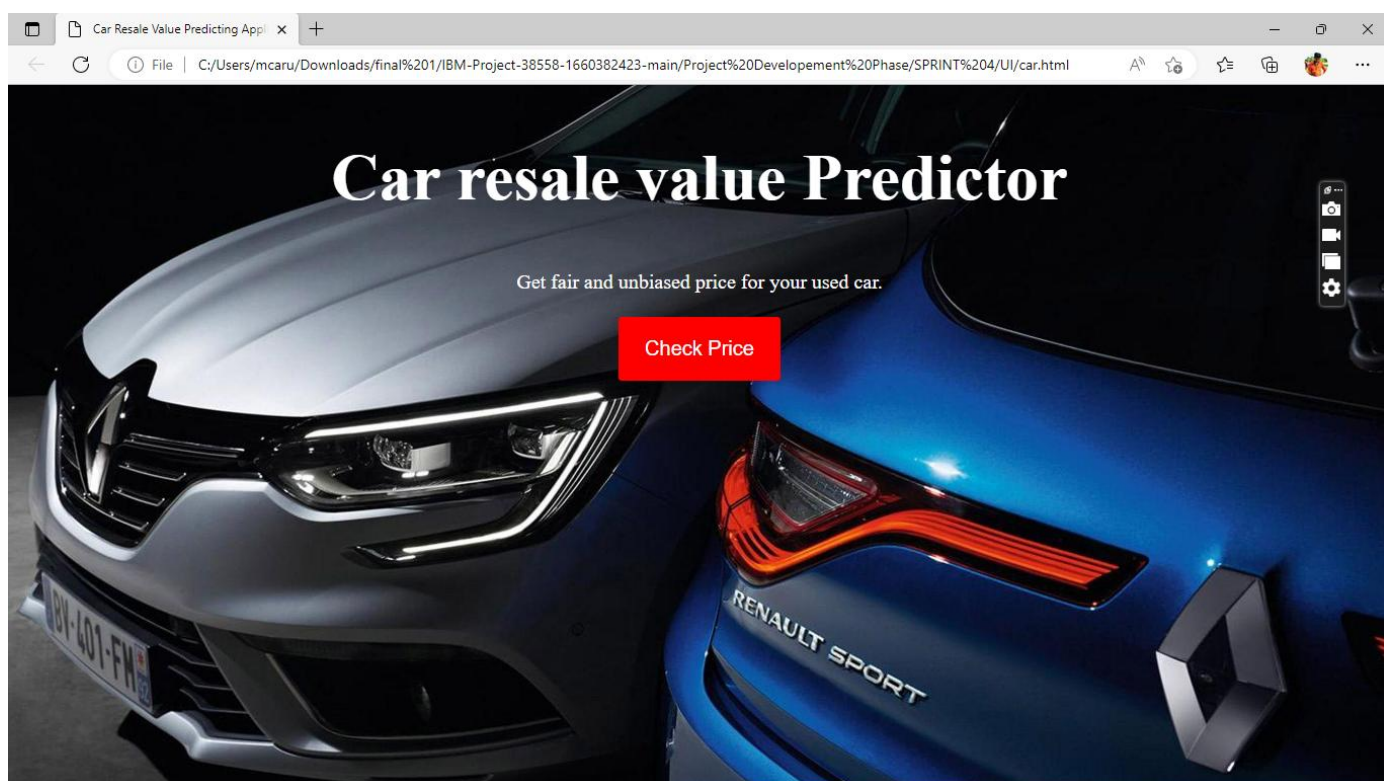 Car Resale Value Predicting Appl
File
C:/Users/mcaru/Downloads/final%201/IBM-Project-38558-1660382423-main/Project%20Developement%20Phase/SPRINT%204/UI/car.html
Car resale value Predictor
Get fair and unbiased price for your used car.
Check Price
RENAULT SPORT
BV-401-FH